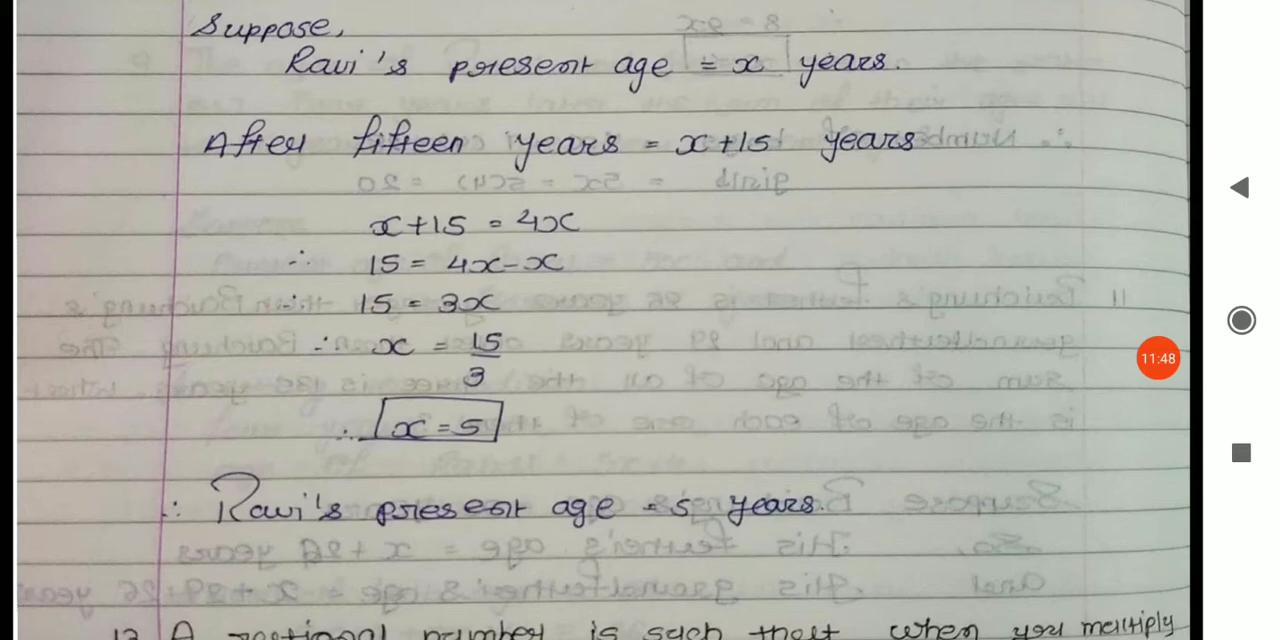 Suppose,
Ravi's present age = x years.
After fifteen years = x+15 years
x+15 = 4x
∴ 15 = 4x-x
∴ 15 = 3x
∴ x = 15
3
∴ x = 5
∴ Ravi's present age = 5 years.
12 A rational number is such that when you multiply
11:48